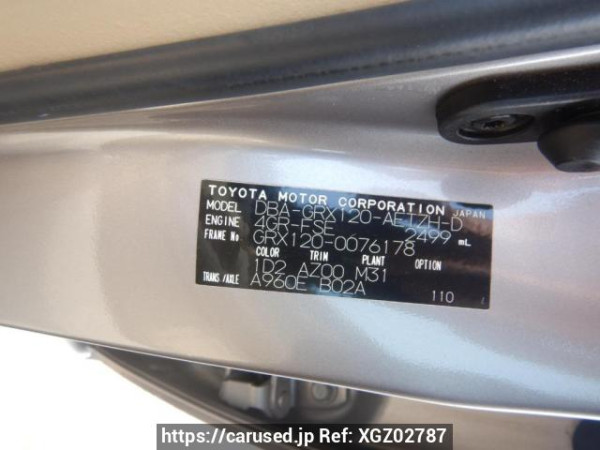 TOYOTA MOTOR CORPORATION JAPAN
MODEL DBA-GRX120-AETZH-D
ENGINE 4GR-FSE 2499 mL
FRAME No GRX120-0076178
COLOR TRIM PLANT OPTION
1D2 AZ00 M31
TRANS/AXLE A960E B02A
110
https://carused.jp Ref: XGZ02787